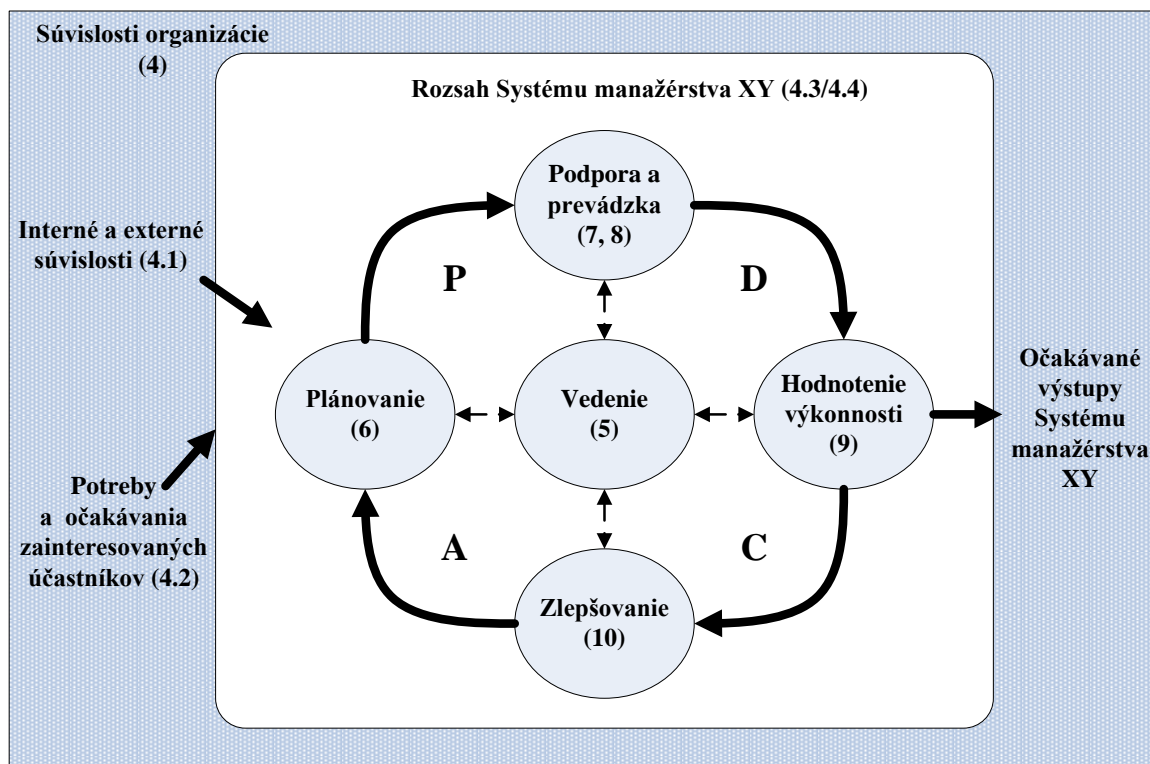 Súvislosti organizácie
(4)
Rozsah Systému manažérstva XY (4.3/4.4)
Podpora a
prevádzka
(7, 8)
Interné a externé
súvislosti (4.1)
P
D
Plánovanie
(6)
Vedenie
(5)
Hodnotenie
výkonnosti
(9)
Očakávané
výstupy
Systému
manažérstva
XY
Potreby
a očakávania
zainteresovaných
účastníkov (4.2)
A
C
Zlepšovanie
(10)